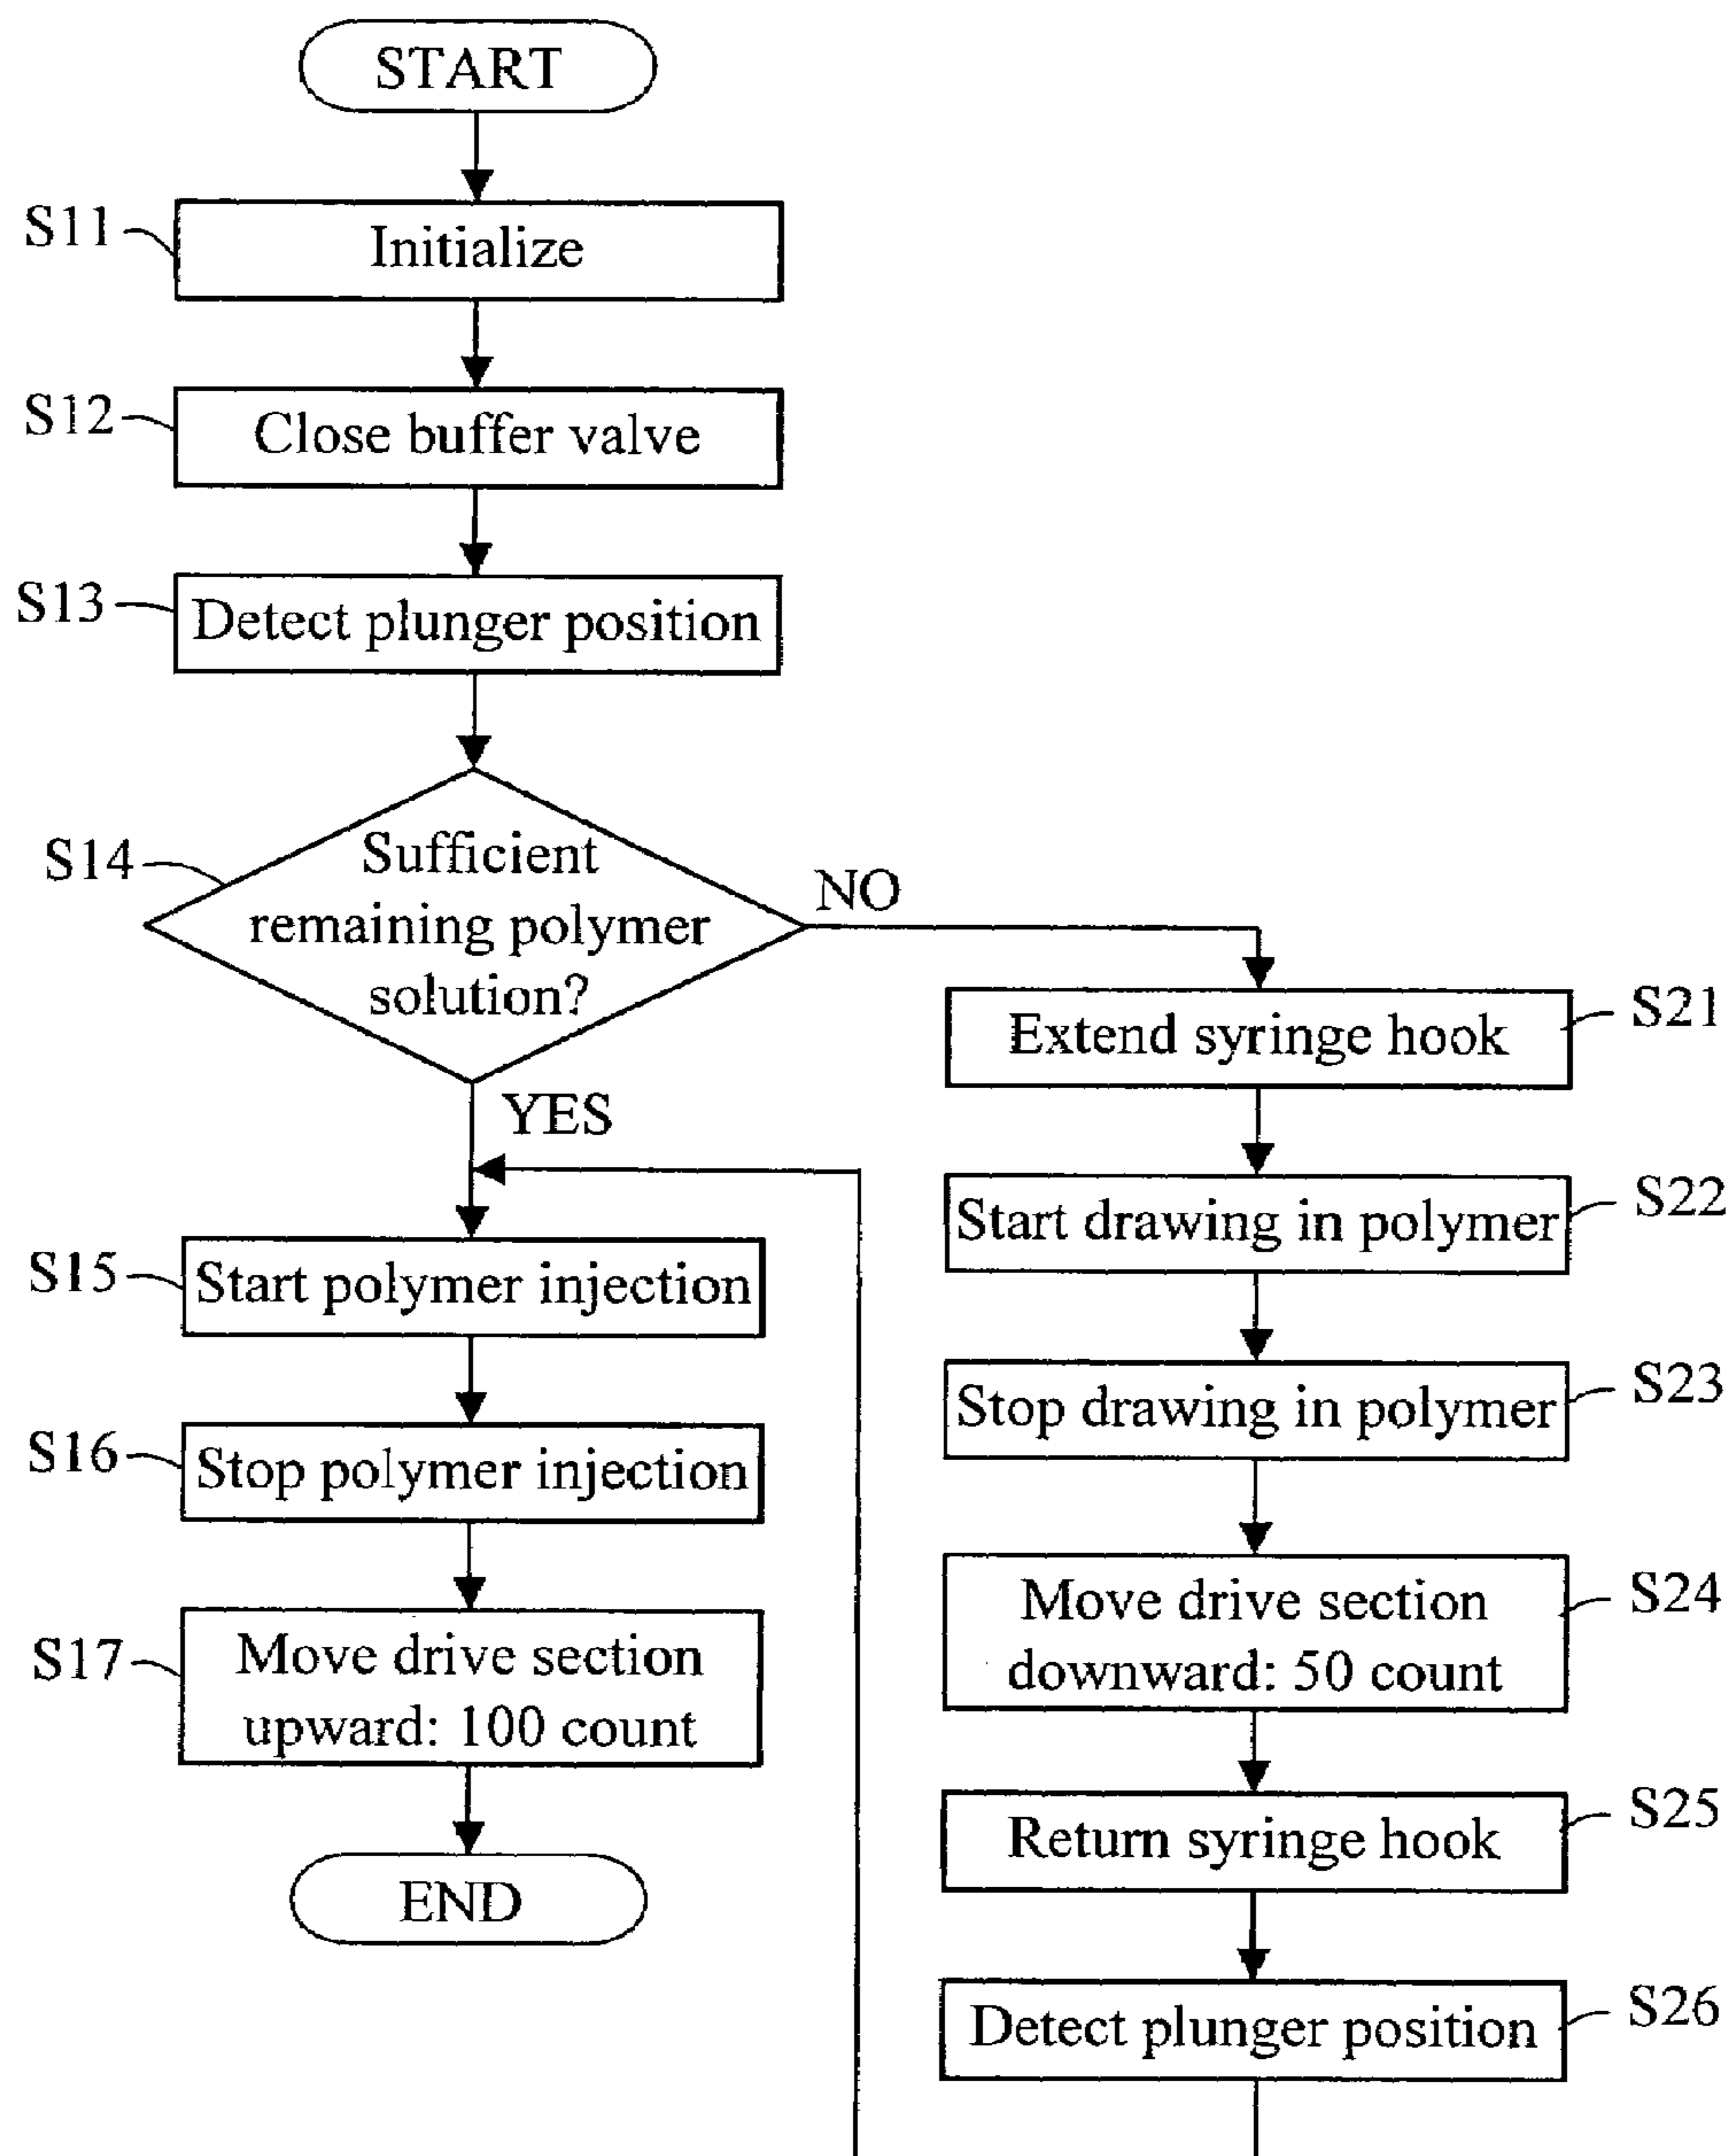 START
S11
Initialize
S12
Close buffer valve
S13
Detect plunger position
S14
Sufficient
remaining polymer
solution?
NO
YES
S15
Start polymer injection
S16
Stop polymer injection
S17
Move drive section
upward: 100 count
END
S21
Extend syringe hook
S22
Start drawing in polymer
S23
Stop drawing in polymer
S24
Move drive section
downward: 50 count
S25
Return syringe hook
S26
Detect plunger position